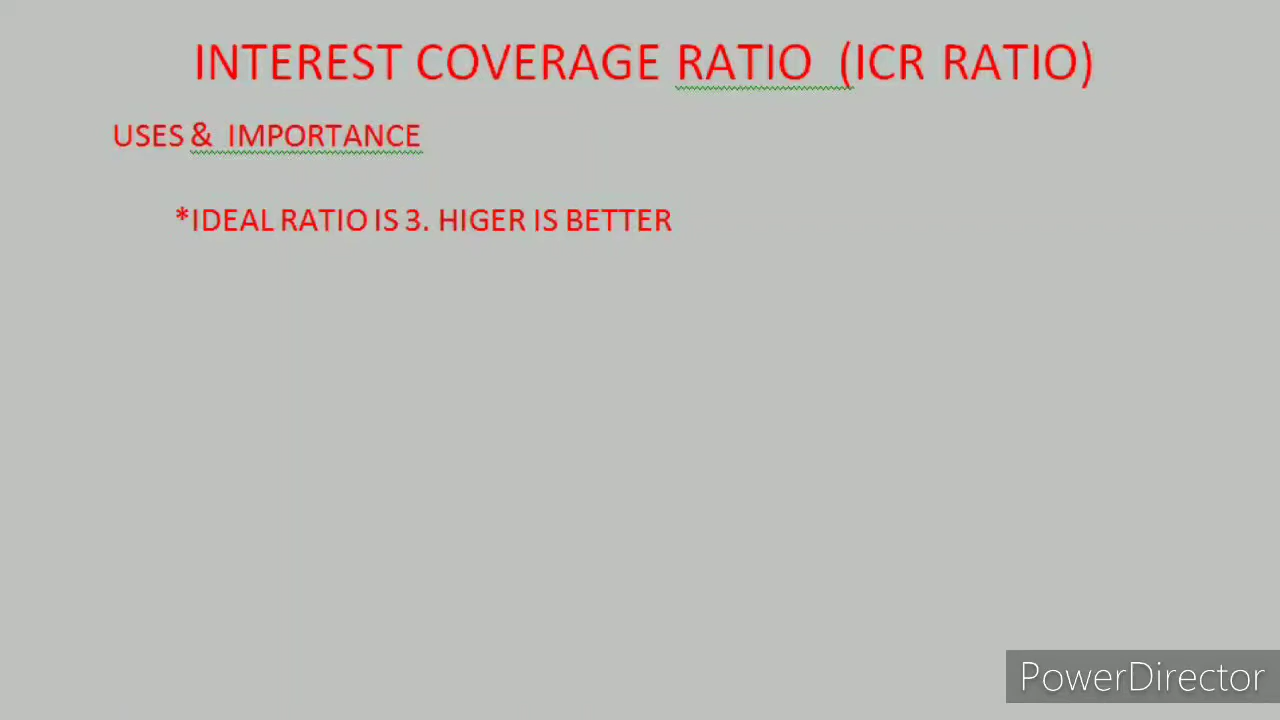 INTEREST COVERAGE RATIO (ICR RATIO)
USES & IMPORTANCE
*IDEAL RATIO IS 3. HIGER IS BETTER
PowerDirector